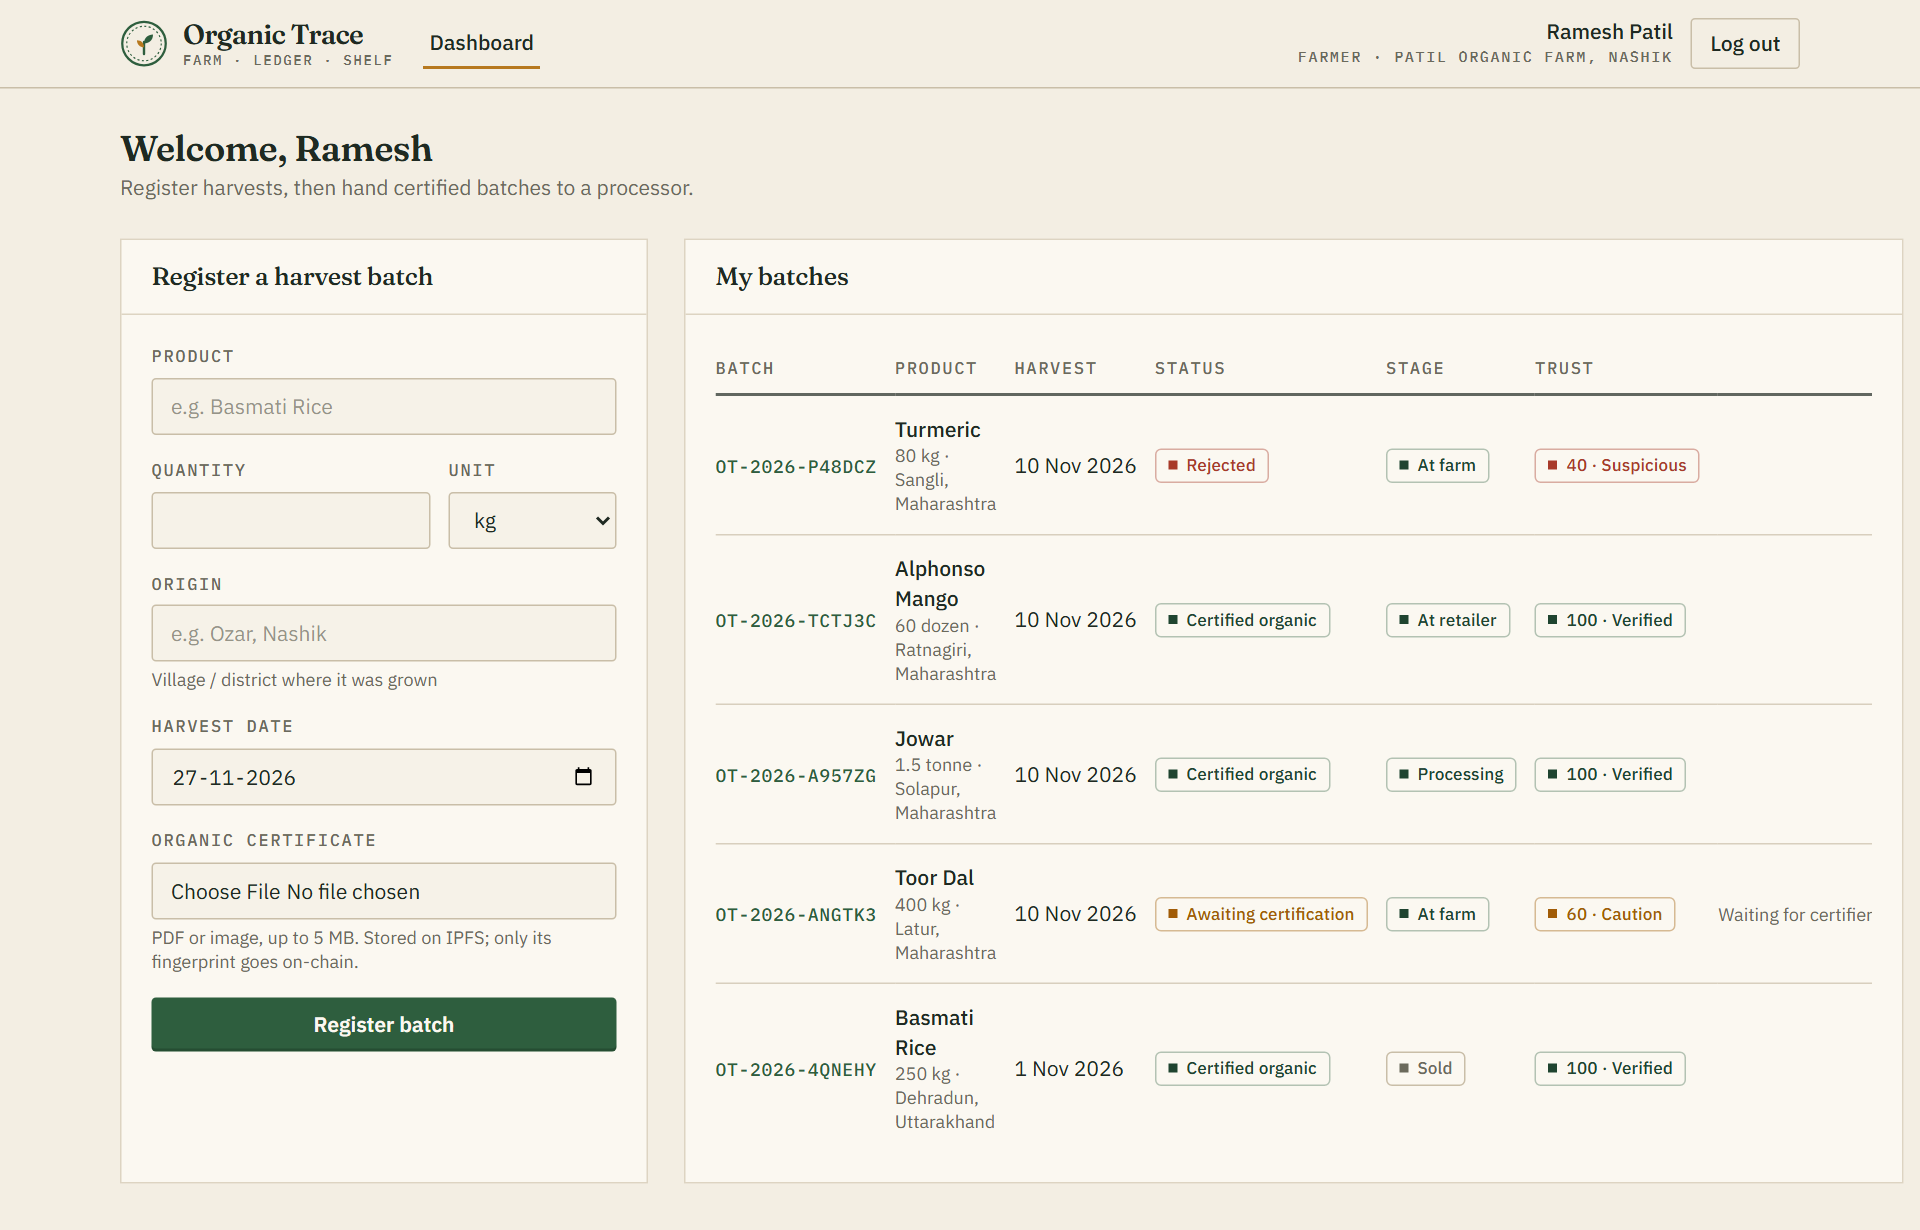 Organic Trace
FARM · LEDGER · SHELF
Dashboard
Ramesh Patil
FARMER · PATIL ORGANIC FARM, NASHIK
Log out
Welcome, Ramesh
Register harvests, then hand certified batches to a processor.
Register a harvest batch
PRODUCT
e.g. Basmati Rice
QUANTITY UNIT
kg
ORIGIN
e.g. Ozar, Nashik
Village / district where it was grown
HARVEST DATE
27-11-2026
ORGANIC CERTIFICATE
Choose File No file chosen
PDF or image, up to 5 MB. Stored on IPFS; only its
fingerprint goes on-chain.
Register batch
My batches
BATCH PRODUCT HARVEST STATUS STAGE TRUST
OT-2026-P48DCZ
Turmeric
80 kg ·
Sangli,
Maharashtra
10 Nov 2026
Rejected
At farm
40 · Suspicious
OT-2026-TCTJ3C
Alphonso
Mango
60 dozen ·
Ratnagiri,
Maharashtra
10 Nov 2026
Certified organic
At retailer
100 · Verified
OT-2026-A957ZG
Jowar
1.5 tonne ·
Solapur,
Maharashtra
10 Nov 2026
Certified organic
Processing
100 · Verified
OT-2026-ANGTK3
Toor Dal
400 kg ·
Latur,
Maharashtra
10 Nov 2026
Awaiting certification
At farm
60 · Caution
Waiting for certifier
OT-2026-4QNEHY
Basmati
Rice
250 kg ·
Dehradun,
Uttarakhand
1 Nov 2026
Certified organic
Sold
100 · Verified